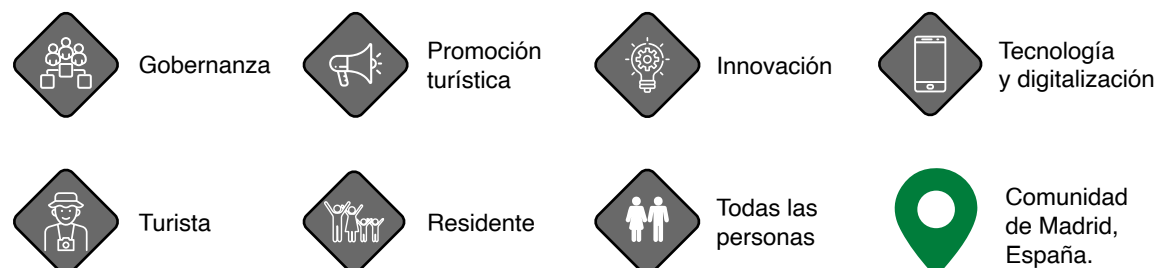 Gobernanza
Promoción
turística
Innovación
Tecnología
y digitalización
Turista
Residente
Todas las
personas
Comunidad
de Madrid,
España.